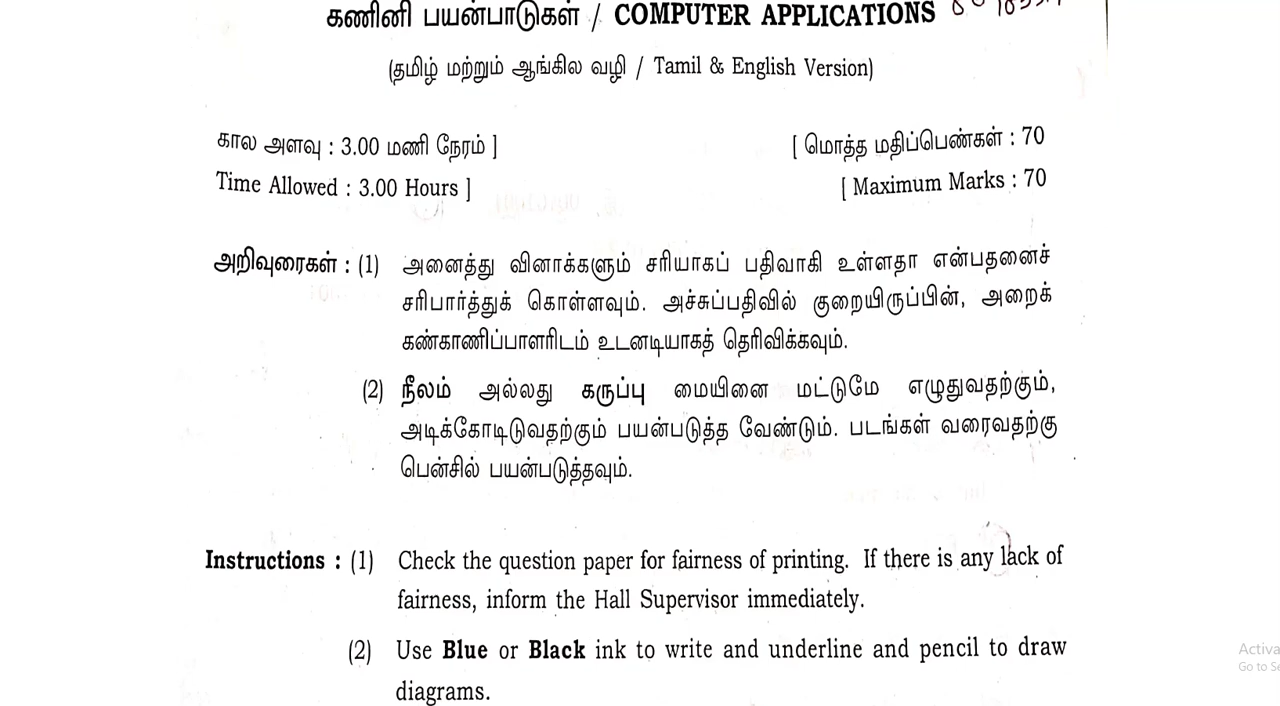 கணினி பயன்பாடுகள் / COMPUTER APPLICATIONS
(தமிழ் மற்றும் ஆங்கில வழி / Tamil & English Version)
கால அளவு : 3.00 மணி நேரம் ] [ மொத்த மதிப்பெண்கள் : 70
Time Allowed : 3.00 Hours ] [ Maximum Marks : 70
அறிவுரைகள் : (1) அனைத்து வினாக்களும் சரியாகப் பதிவாகி உள்ளதா என்பதனைச்
சரிபார்த்துக் கொள்ளவும். அச்சுப்பதிவில் குறையிருப்பின், அறைக்
கண்காணிப்பாளரிடம் உடனடியாகத் தெரிவிக்கவும்.
(2) நீலம் அல்லது கருப்பு மையினை மட்டுமே எழுதுவதற்கும்,
அடிக்கோடிடுவதற்கும் பயன்படுத்த வேண்டும். படங்கள் வரைவதற்கு
பென்சில் பயன்படுத்தவும்.
Instructions : (1) Check the question paper for fairness of printing. If there is any lack of
fairness, inform the Hall Supervisor immediately.
(2) Use Blue or Black ink to write and underline and pencil to draw
diagrams.
Activa
Go to Se